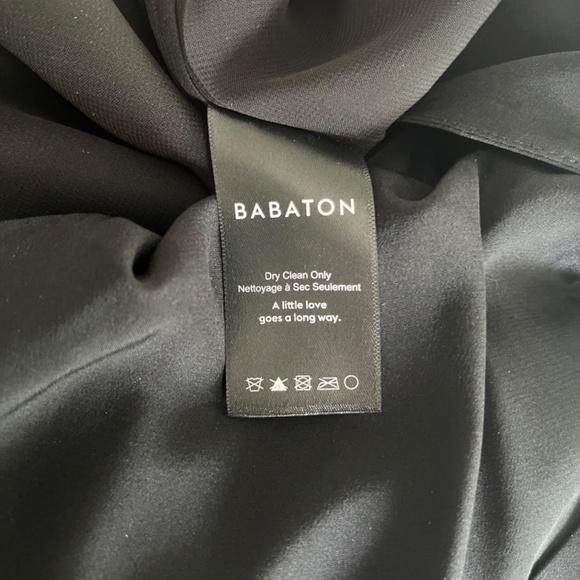 BABATON
Dry Clean Only
Nettoyage à Sec Seulement
A little love
goes a long way.